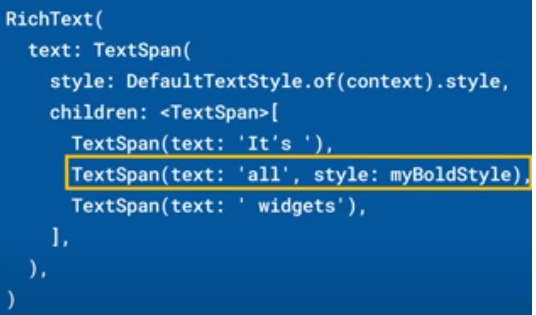 RichText(
  text: TextSpan(
    style: DefaultTextStyle.of(context).style,
    children: <TextSpan>[
      TextSpan(text: 'It’s '),
      TextSpan(text: 'all', style: myBoldStyle),
      TextSpan(text: ' widgets'),
    ],
  ),
)